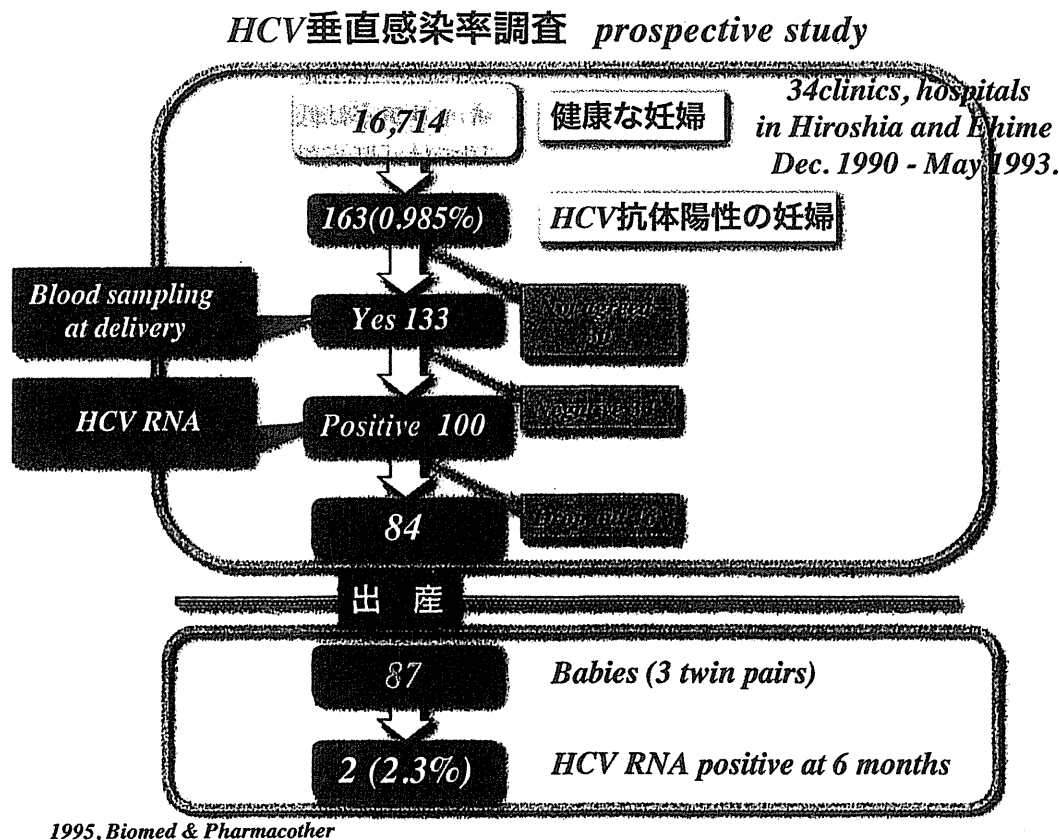 HCV垂直感染率調査 prospective study
34clinics, hospitals
in Hiroshia and Ehime
Dec. 1990 - May 1993.
16,714
健康な妊婦
163(0.985%)
HCV抗体陽性の妊婦
Blood sampling
at delivery
Yes 133
HCV RNA
Positive 100
84
出 産
87
Babies (3 twin pairs)
2 (2.3%)
HCV RNA positive at 6 months
1995, Biomed & Pharmacother